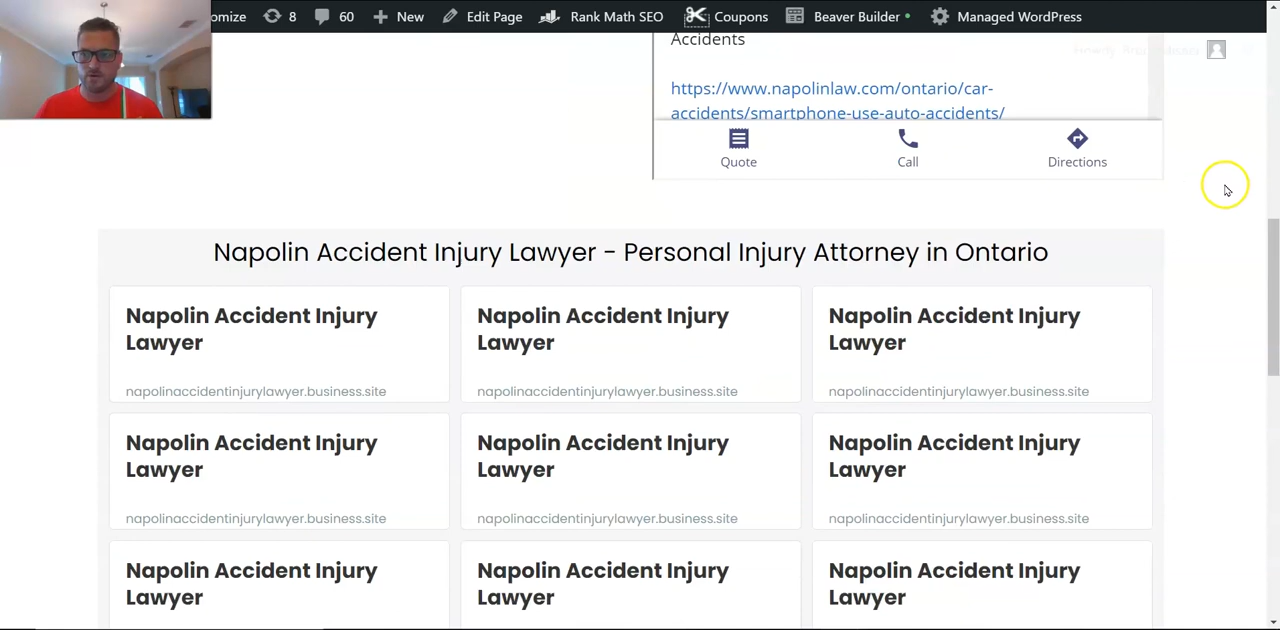 omize 8 60 New Edit Page Rank Math SEO Coupons Beaver Builder Managed WordPress
Accidents
https://www.napolinlaw.com/ontario/car-
accidents/smartphone-use-auto-accidents/
Quote Call Directions
Napolin Accident Injury Lawyer - Personal Injury Attorney in Ontario
Napolin Accident Injury
Lawyer
napolinaccidentinjurylawyer.business.site
Napolin Accident Injury
Lawyer
napolinaccidentinjurylawyer.business.site
Napolin Accident Injury
Lawyer
napolinaccidentinjurylawyer.business.site
Napolin Accident Injury
Lawyer
napolinaccidentinjurylawyer.business.site
Napolin Accident Injury
Lawyer
napolinaccidentinjurylawyer.business.site
Napolin Accident Injury
Lawyer
napolinaccidentinjurylawyer.business.site
Napolin Accident Injury
Lawyer
Napolin Accident Injury
Lawyer
Napolin Accident Injury
Lawyer